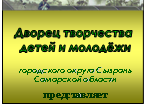 Дворец творчества
детей и молодёжи
городского округа Сызрань
Самарской области
представляет